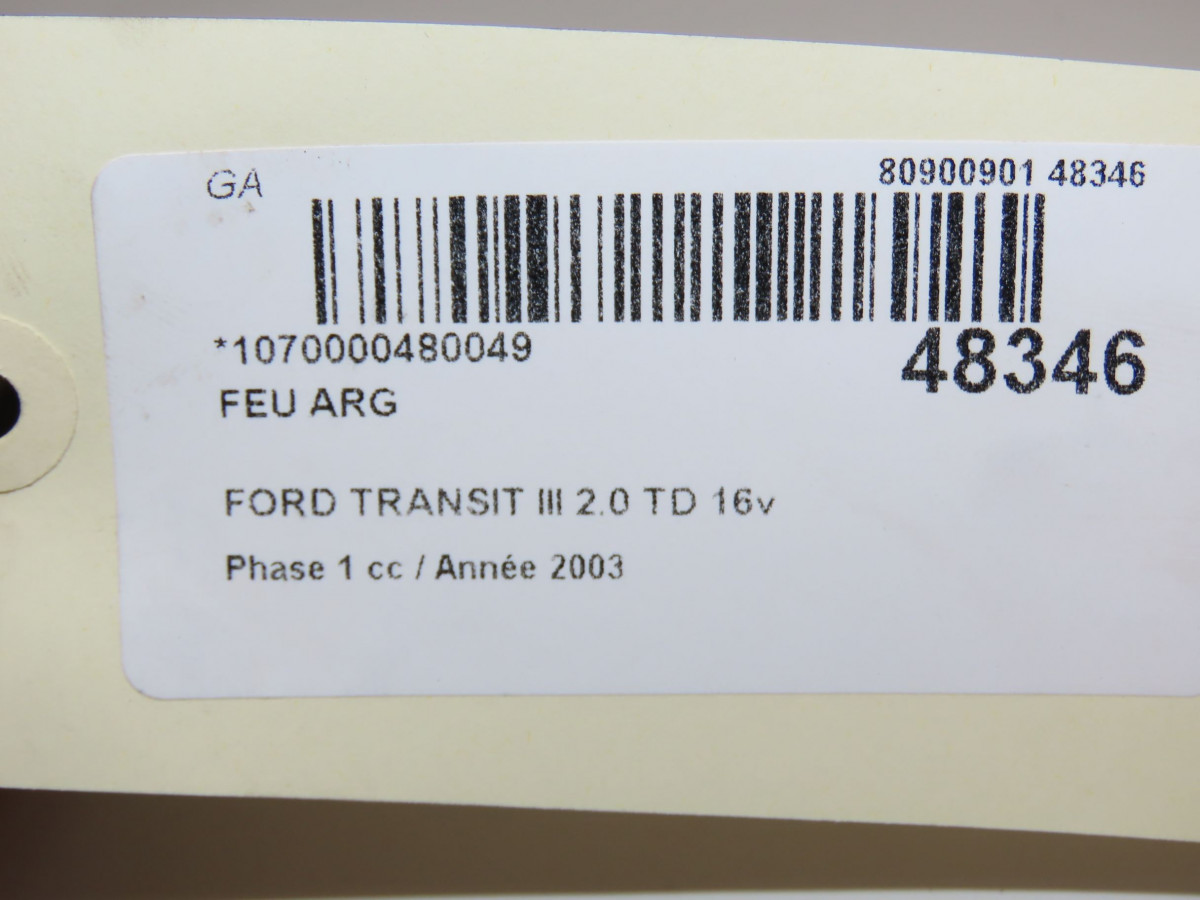 GA
80900901 48346
*1070000480049
48346
FEU ARG
FORD TRANSIT III 2.0 TD 16v
Phase 1 cc / Année 2003